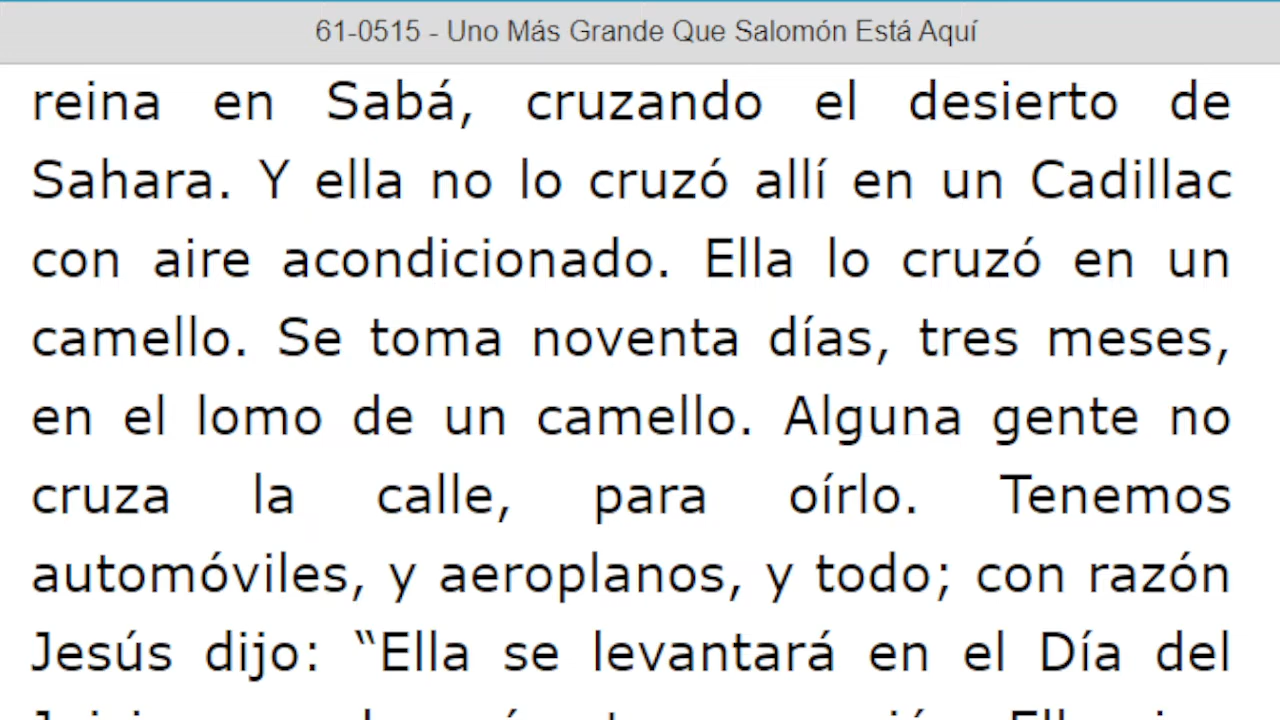 61-0515 - Uno Más Grande Que Salomón Está Aquí
reina en Sabá, cruzando el desierto de
Sahara. Y ella no lo cruzó allí en un Cadillac
con aire acondicionado. Ella lo cruzó en un
camello. Se toma noventa días, tres meses,
en el lomo de un camello. Alguna gente no
cruza la calle, para oírlo. Tenemos
automóviles, y aeroplanos, y todo; con razón
Jesús dijo: “Ella se levantará en el Día del